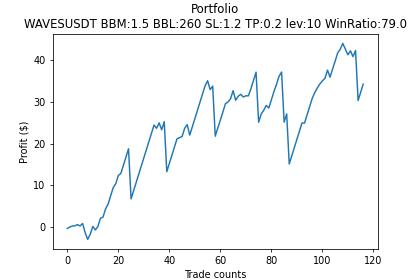 Portfolio
WAVESUSDT BBM:1.5 BBL:260 SL:1.2 TP:0.2 lev:10 WinRatio:79.0
40
30
20
10
0
Profit ($)
0 20 40 60 80 100 120
Trade counts